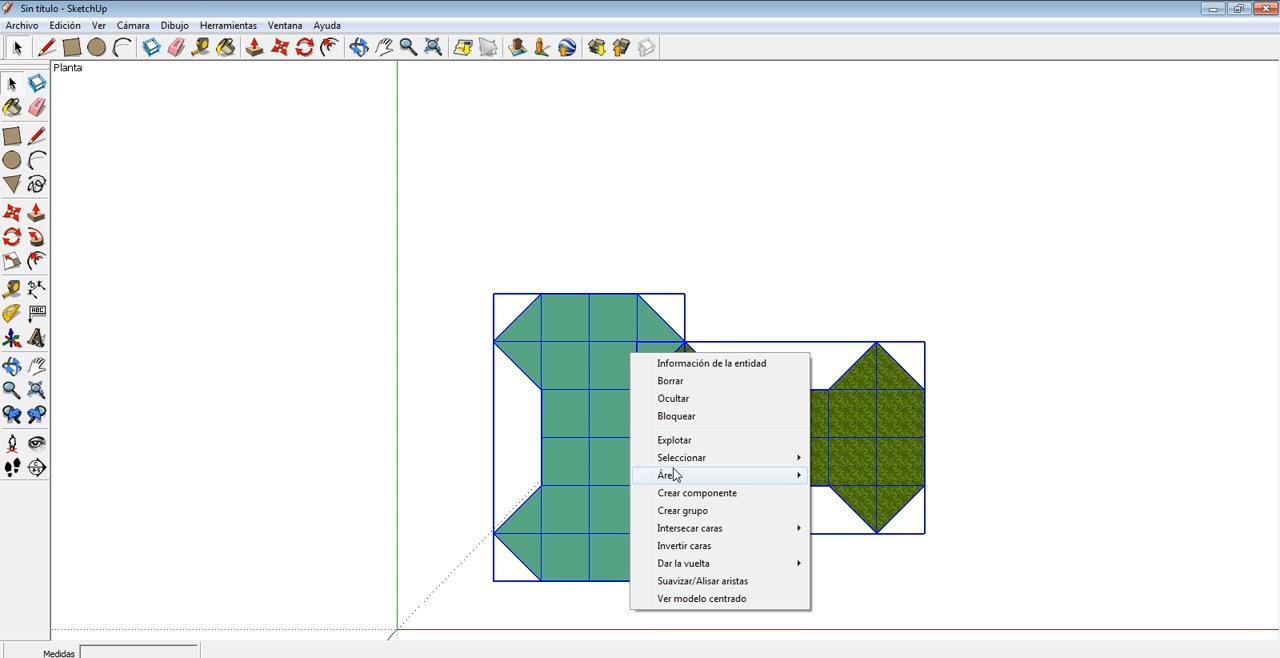 Sin título - SketchUp
Archivo Edición Ver Cámara Dibujo Herramientas Ventana Ayuda
Planta
Información de la entidad
Borrar
Ocultar
Bloquear
Explotar
Seleccionar
Áre
Crear componente
Crear grupo
Intersecar caras
Invertir caras
Dar la vuelta
Suavizar/Alisar aristas
Ver modelo centrado
ABC
Medidas